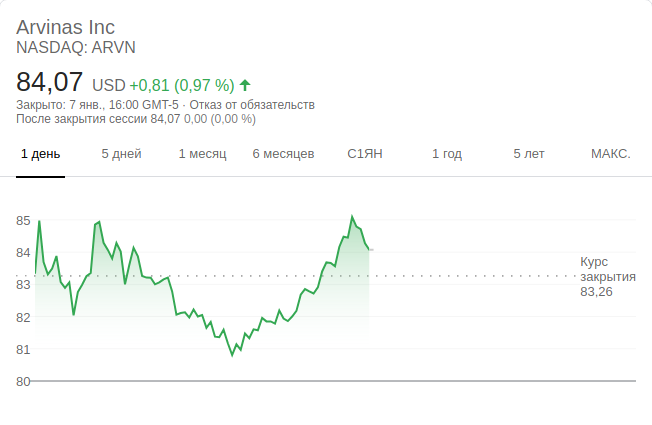 Arvinas Inc
NASDAQ: ARVN
84,07 USD +0,81 (0,97 %)
Закрыто: 7 янв., 16:00 GMT-5 · Отказ от обязательств
После закрытия сессии 84,07 0,00 (0,00 %)
1 день 5 дней 1 месяц 6 месяцев С1ЯН 1 год 5 лет МАКС.
85
84
83
82
81
80
Курс
закрытия
83,26